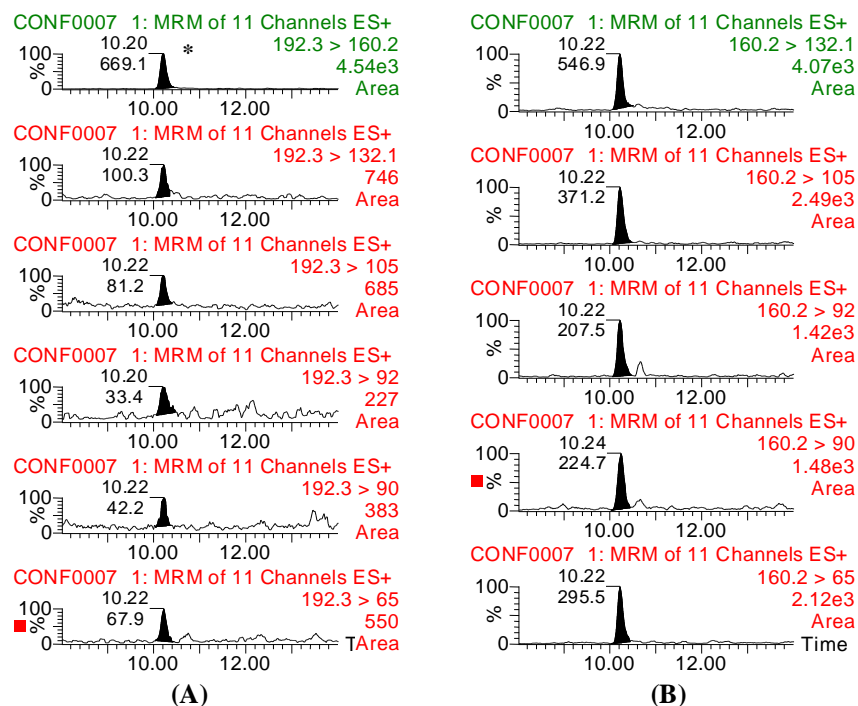 CONF0007 1: MRM of 11 Channels ES+
192.3 > 160.2
4.54e3
Area
10.20
669.1
*
100
%
0
10.00 12.00
CONF0007 1: MRM of 11 Channels ES+
192.3 > 132.1
746
Area
10.22
100.3
100
%
0
10.00 12.00
CONF0007 1: MRM of 11 Channels ES+
192.3 > 105
685
Area
10.22
81.2
100
%
0
10.00 12.00
CONF0007 1: MRM of 11 Channels ES+
192.3 > 92
227
Area
10.20
33.4
100
%
0
10.00 12.00
CONF0007 1: MRM of 11 Channels ES+
192.3 > 90
383
Area
10.22
42.2
100
%
0
10.00 12.00
CONF0007 1: MRM of 11 Channels ES+
192.3 > 65
550
Area
10.22
67.9
100
%
0
T
10.00 12.00
(A)
CONF0007 1: MRM of 11 Channels ES+
160.2 > 132.1
4.07e3
Area
10.22
546.9
100
%
0
10.00 12.00
CONF0007 1: MRM of 11 Channels ES+
160.2 > 105
2.49e3
Area
10.22
371.2
100
%
0
10.00 12.00
CONF0007 1: MRM of 11 Channels ES+
160.2 > 92
1.42e3
Area
10.22
207.5
100
%
0
10.00 12.00
CONF0007 1: MRM of 11 Channels ES+
160.2 > 90
1.48e3
Area
10.24
224.7
100
%
0
10.00 12.00
CONF0007 1: MRM of 11 Channels ES+
160.2 > 65
2.12e3
Area
10.22
295.5
100
%
0
Time
10.00 12.00
(B)